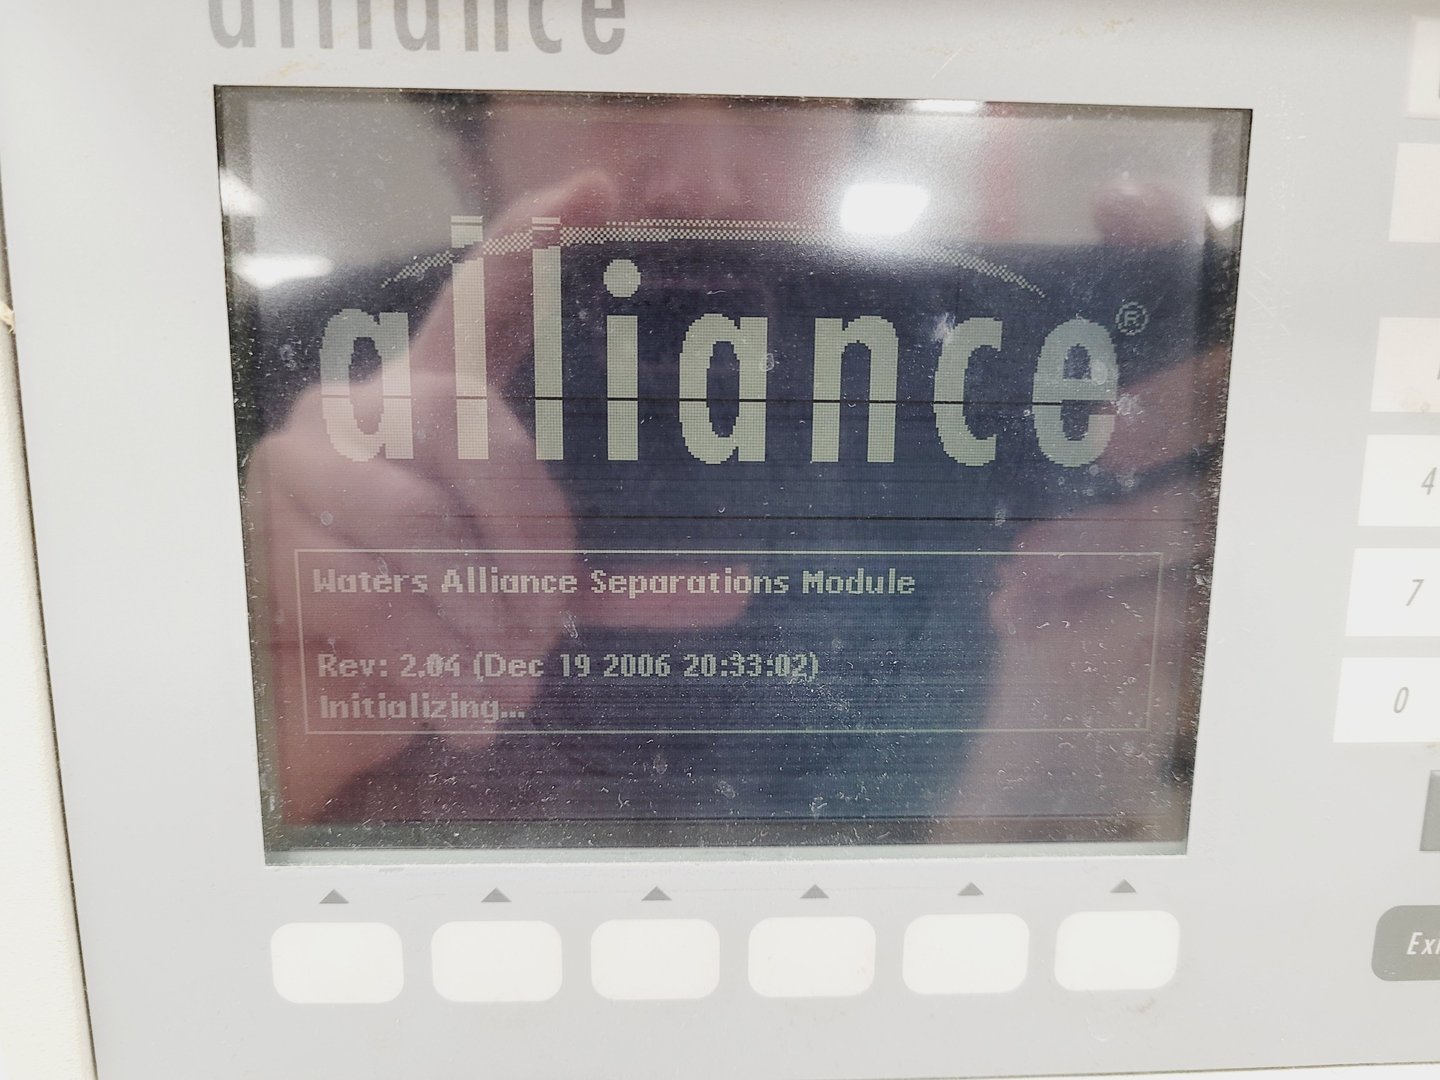 alliance
alliance®
Waters Alliance Separations Module
Rev: 2.04 (Dec 19 2006 20:33:02)
Initializing...
4
7
0